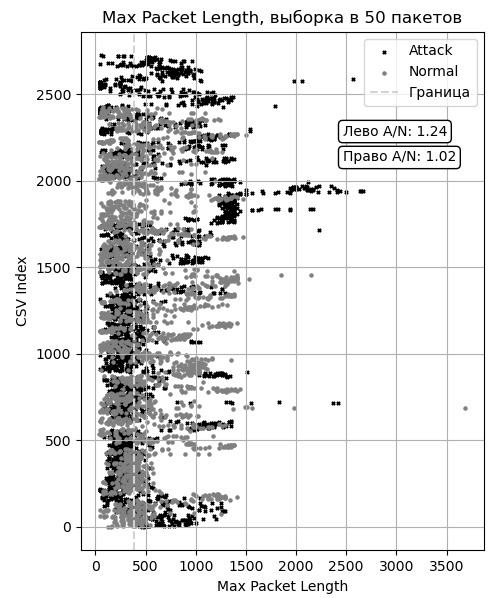 Max Packet Length, выборка в 50 пакетов
Attack
Normal
Граница
Лево A/N: 1.24
Право A/N: 1.02
CSV Index
2500
2000
1500
1000
500
0
0 500 1000 1500 2000 2500 3000 3500
Max Packet Length